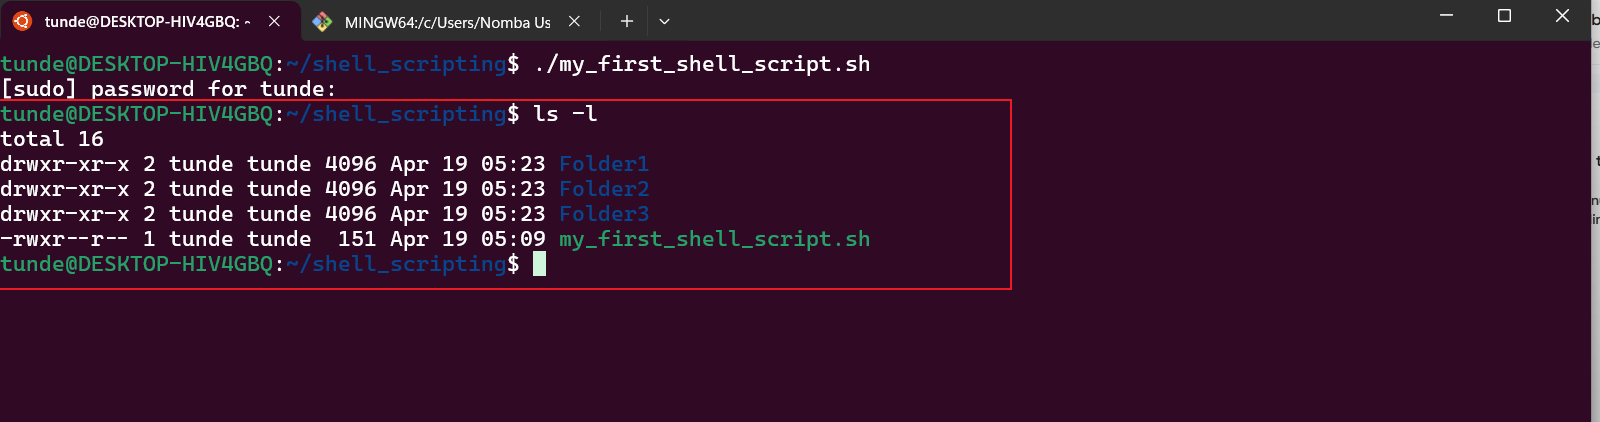 tunde@DESKTOP-HIV4GBQ: ~
MINGW64:/c/Users/Nomba Us
tunde@DESKTOP-HIV4GBQ:~/shell_scripting$ ./my_first_shell_script.sh
[sudo] password for tunde:
tunde@DESKTOP-HIV4GBQ:~/shell_scripting$ ls -l
total 16
drwxr-xr-x 2 tunde tunde 4096 Apr 19 05:23 Folder1
drwxr-xr-x 2 tunde tunde 4096 Apr 19 05:23 Folder2
drwxr-xr-x 2 tunde tunde 4096 Apr 19 05:23 Folder3
-rwxr--r-- 1 tunde tunde  151 Apr 19 05:09 my_first_shell_script.sh
tunde@DESKTOP-HIV4GBQ:~/shell_scripting$